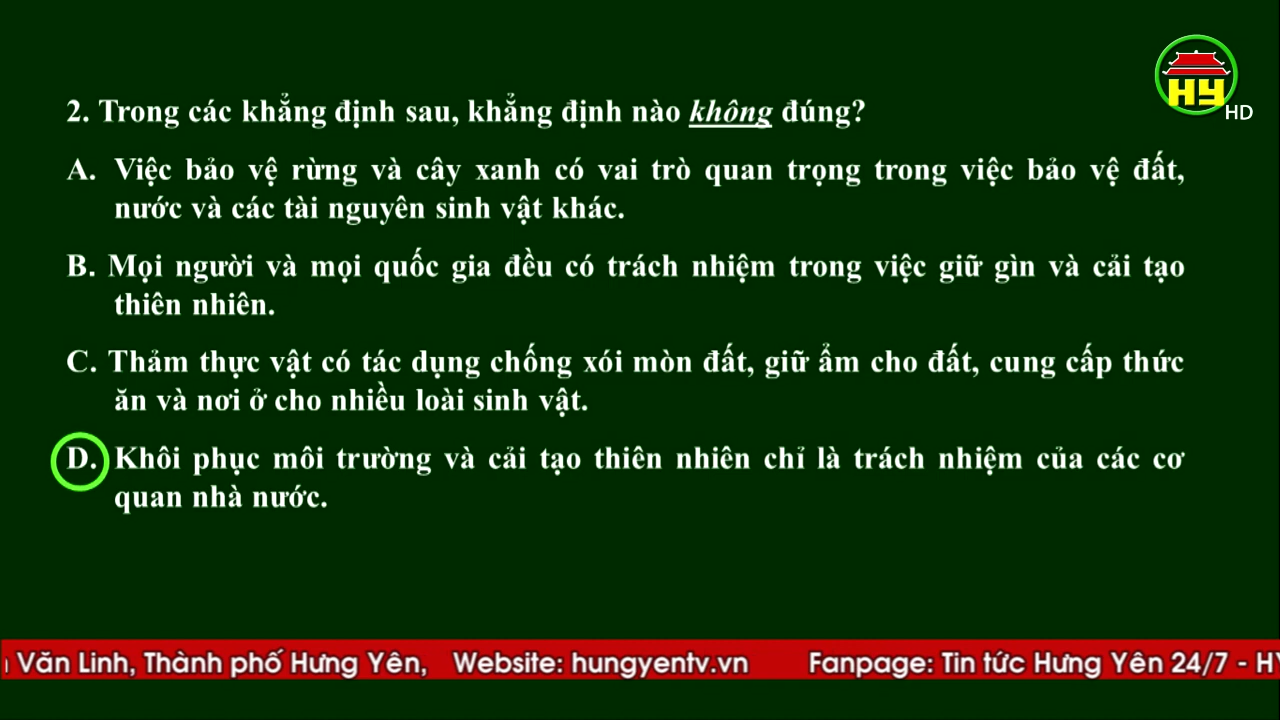 HY
HD
2. Trong các khẳng định sau, khẳng định nào không đúng?
A. Việc bảo vệ rừng và cây xanh có vai trò quan trọng trong việc bảo vệ đất,
nước và các tài nguyên sinh vật khác.
B. Mọi người và mọi quốc gia đều có trách nhiệm trong việc giữ gìn và cải tạo
thiên nhiên.
C. Thảm thực vật có tác dụng chống xói mòn đất, giữ ẩm cho đất, cung cấp thức
ăn và nơi ở cho nhiều loài sinh vật.
D. Khôi phục môi trường và cải tạo thiên nhiên chỉ là trách nhiệm của các cơ
quan nhà nước.
Văn Linh, Thành phố Hưng Yên, Website: hungyentv.vn Fanpage: Tin tức Hưng Yên 24/7 - HY